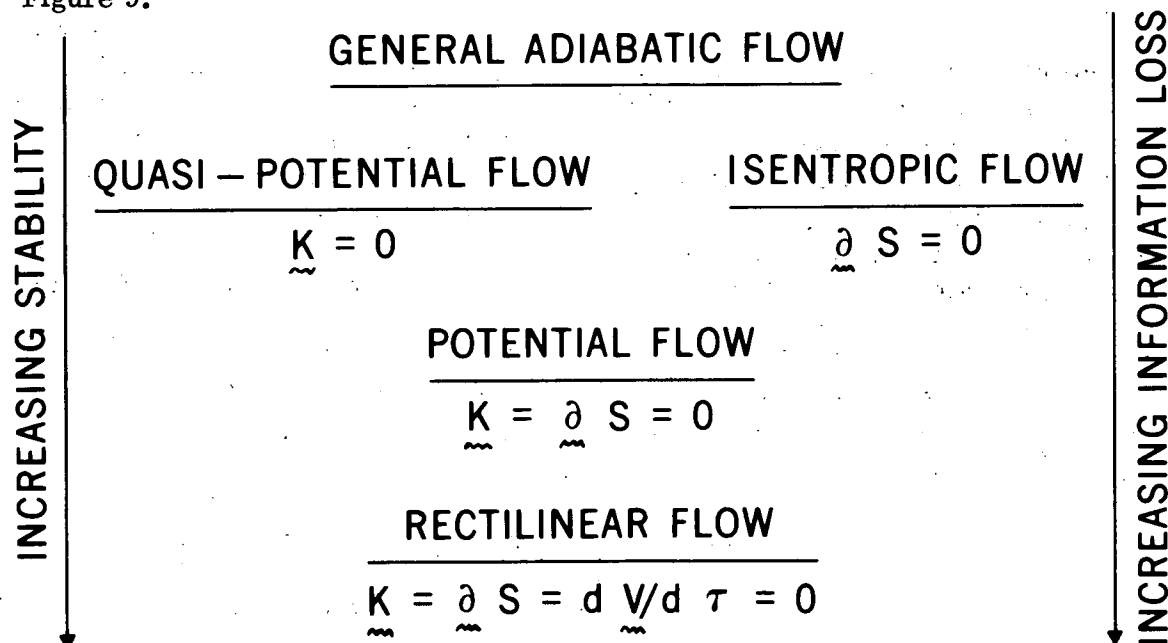 Figure 9.
GENERAL ADIABATIC FLOW
QUASI – POTENTIAL FLOW
K = 0
ISENTROPIC FLOW
∂ S = 0
POTENTIAL FLOW
K = ∂ S = 0
RECTILINEAR FLOW
K = ∂ S = d V/d τ = 0
INCREASING STABILITY
INCREASING INFORMATION LOSS